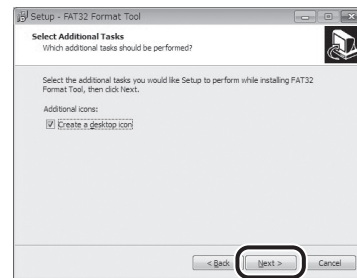 Setup - FAT32 Format Tool
Select Additional Tasks
Which additional tasks should be performed?
Select the additional tasks you would like Setup to perform while installing FAT32
Format Tool, then click Next.
Additional icons:
Create a desktop icon
< Back
Next >
Cancel